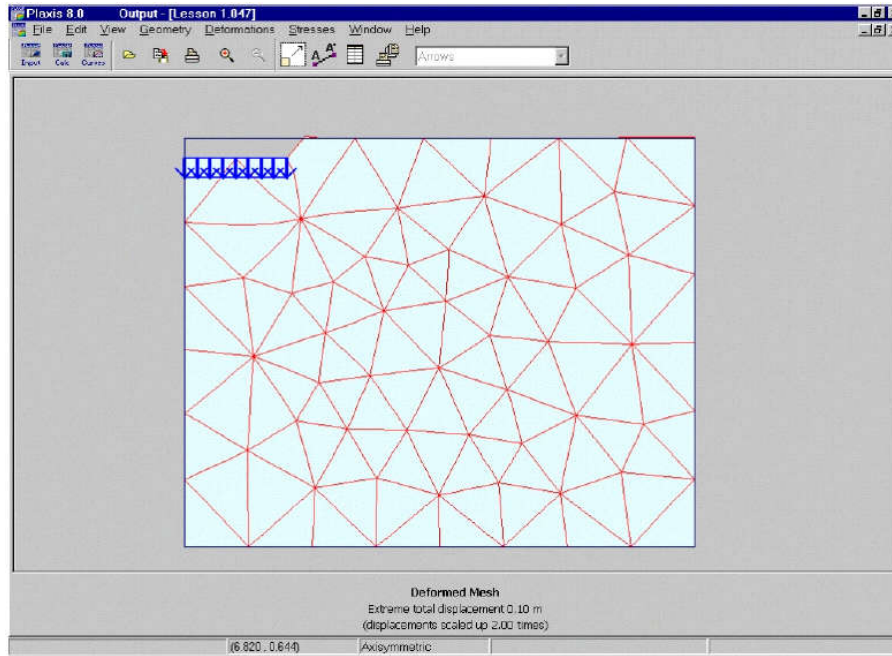 Plaxis 8.0 Output - [Lesson 1.047]
File Edit View Geometry Deformations Stresses Window Help
Input Calc Curves A A* Arrows
Deformed Mesh
Extreme total displacement 0.10 m
(displacements scaled up 2.00 times)
(6.820 , 0.644) Axisymmetric